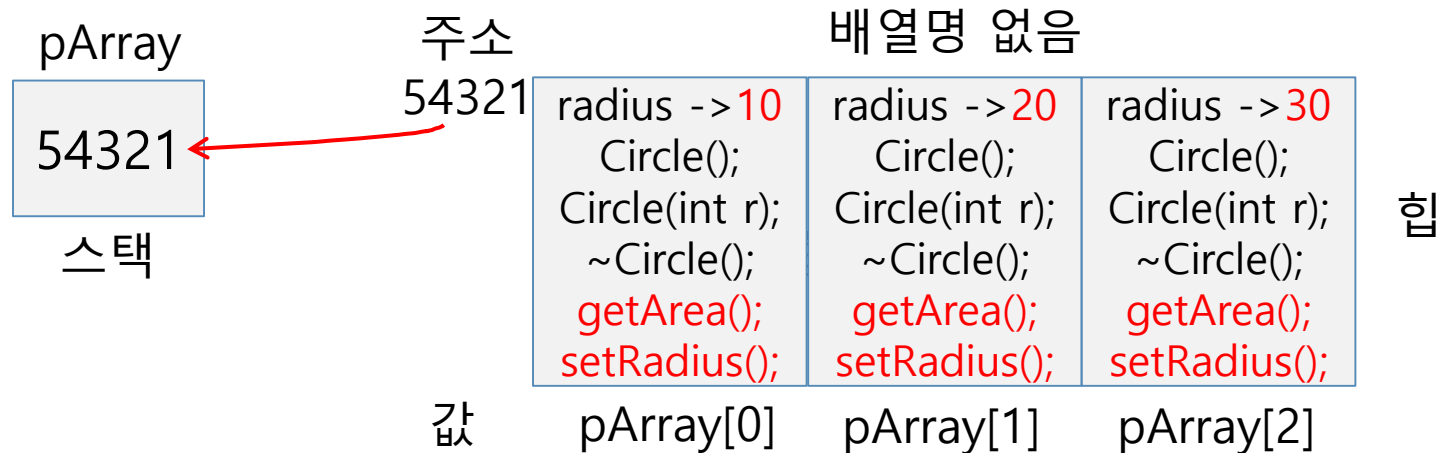 pArray
54321
스택
주소
54321
배열명 없음
radius ->10
Circle();
Circle(int r);
~Circle();
getArea();
setRadius();
radius ->20
Circle();
Circle(int r);
~Circle();
getArea();
setRadius();
radius ->30
Circle();
Circle(int r);
~Circle();
getArea();
setRadius();
힙
값
pArray[0]
pArray[1]
pArray[2]